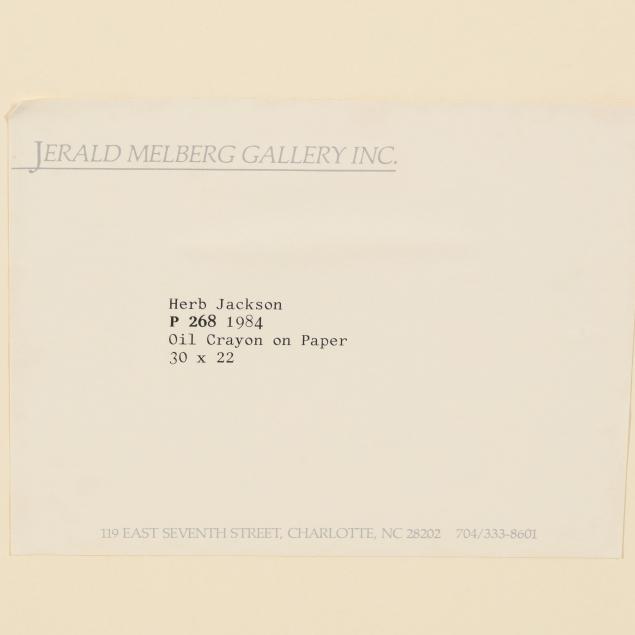 JERALD MELBERG GALLERY INC.
Herb Jackson
P 268 1984
Oil Crayon on Paper
30 x 22
119 EAST SEVENTH STREET, CHARLOTTE, NC 28202 704/333-8601